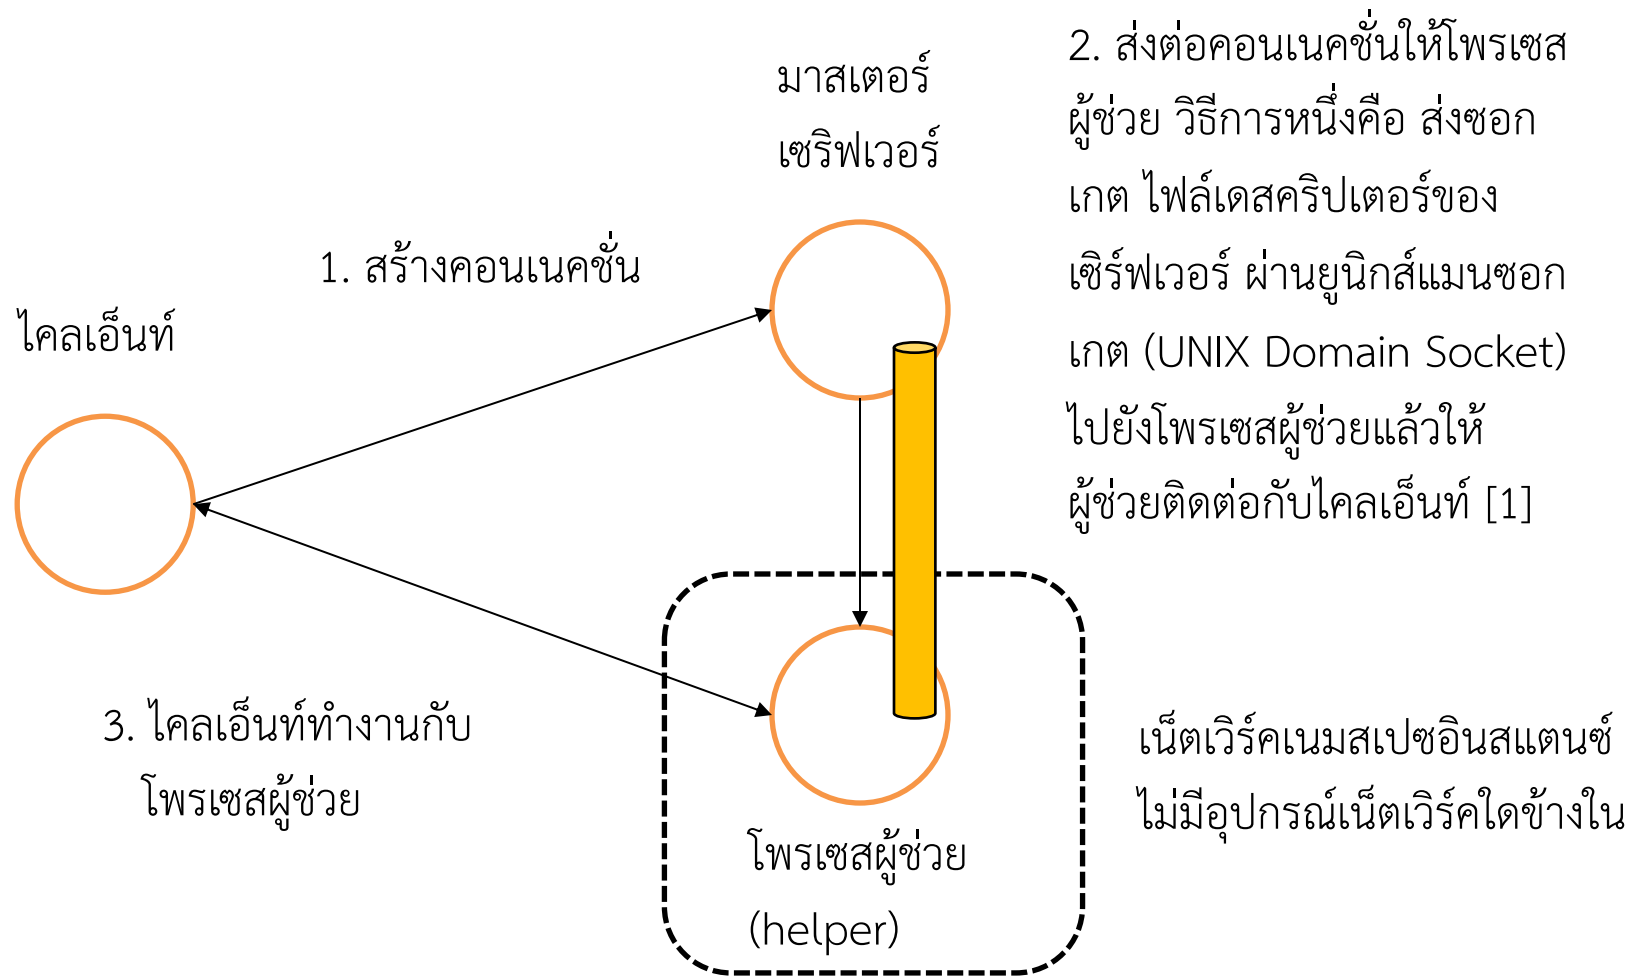 มาสเตอร์
เซริฟเวอร์
2. ส่งต่อคอนเนคชั่นให้โพรเซส
ผู้ช่วย วิธีการหนึ่งคือ ส่งซอก
เกต ไฟล์เดสคริปเตอร์ของ
เซิร์ฟเวอร์ ผ่านยูนิกส์แมนซอก
เกต (UNIX Domain Socket)
ไปยังโพรเซสผู้ช่วยแล้วให้
ผู้ช่วยติดต่อกับไคลเอ็นท์ [1]
1. สร้างคอนเนคชั่น
ไคลเอ็นท์
3. ไคลเอ็นท์ทำงานกับ
โพรเซสผู้ช่วย
เน็ตเวิร์คเนมสเปซอินสแตนซ์
ไม่มีอุปกรณ์เน็ตเวิร์คใดข้างใน
โพรเซสผู้ช่วย
(helper)